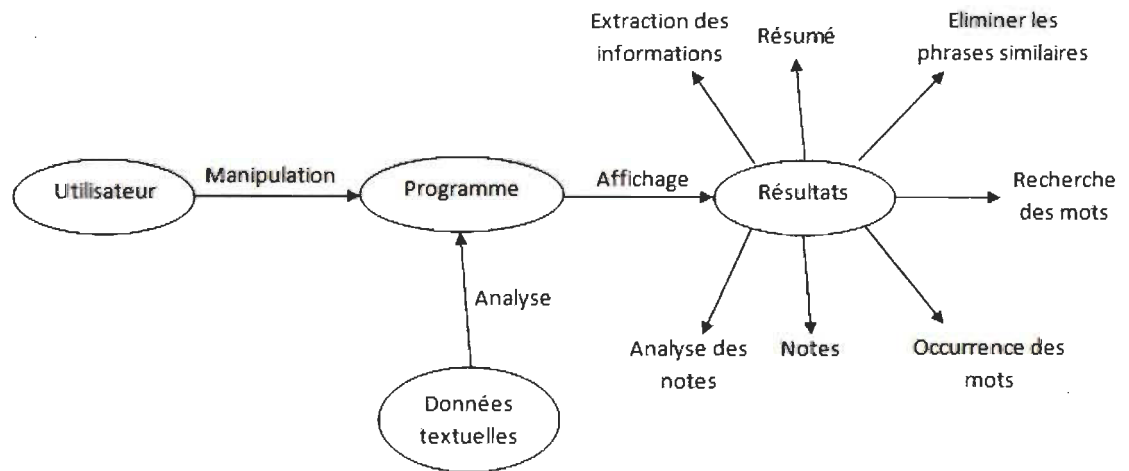 Extraction des
informations
Résumé
Eliminer les
phrases similaires
Utilisateur
Manipulation
Programme
Affichage
Résultats
Recherche
des mots
Analyse
Analyse des
notes
Notes
Occurrence des
mots
Données
textuelles